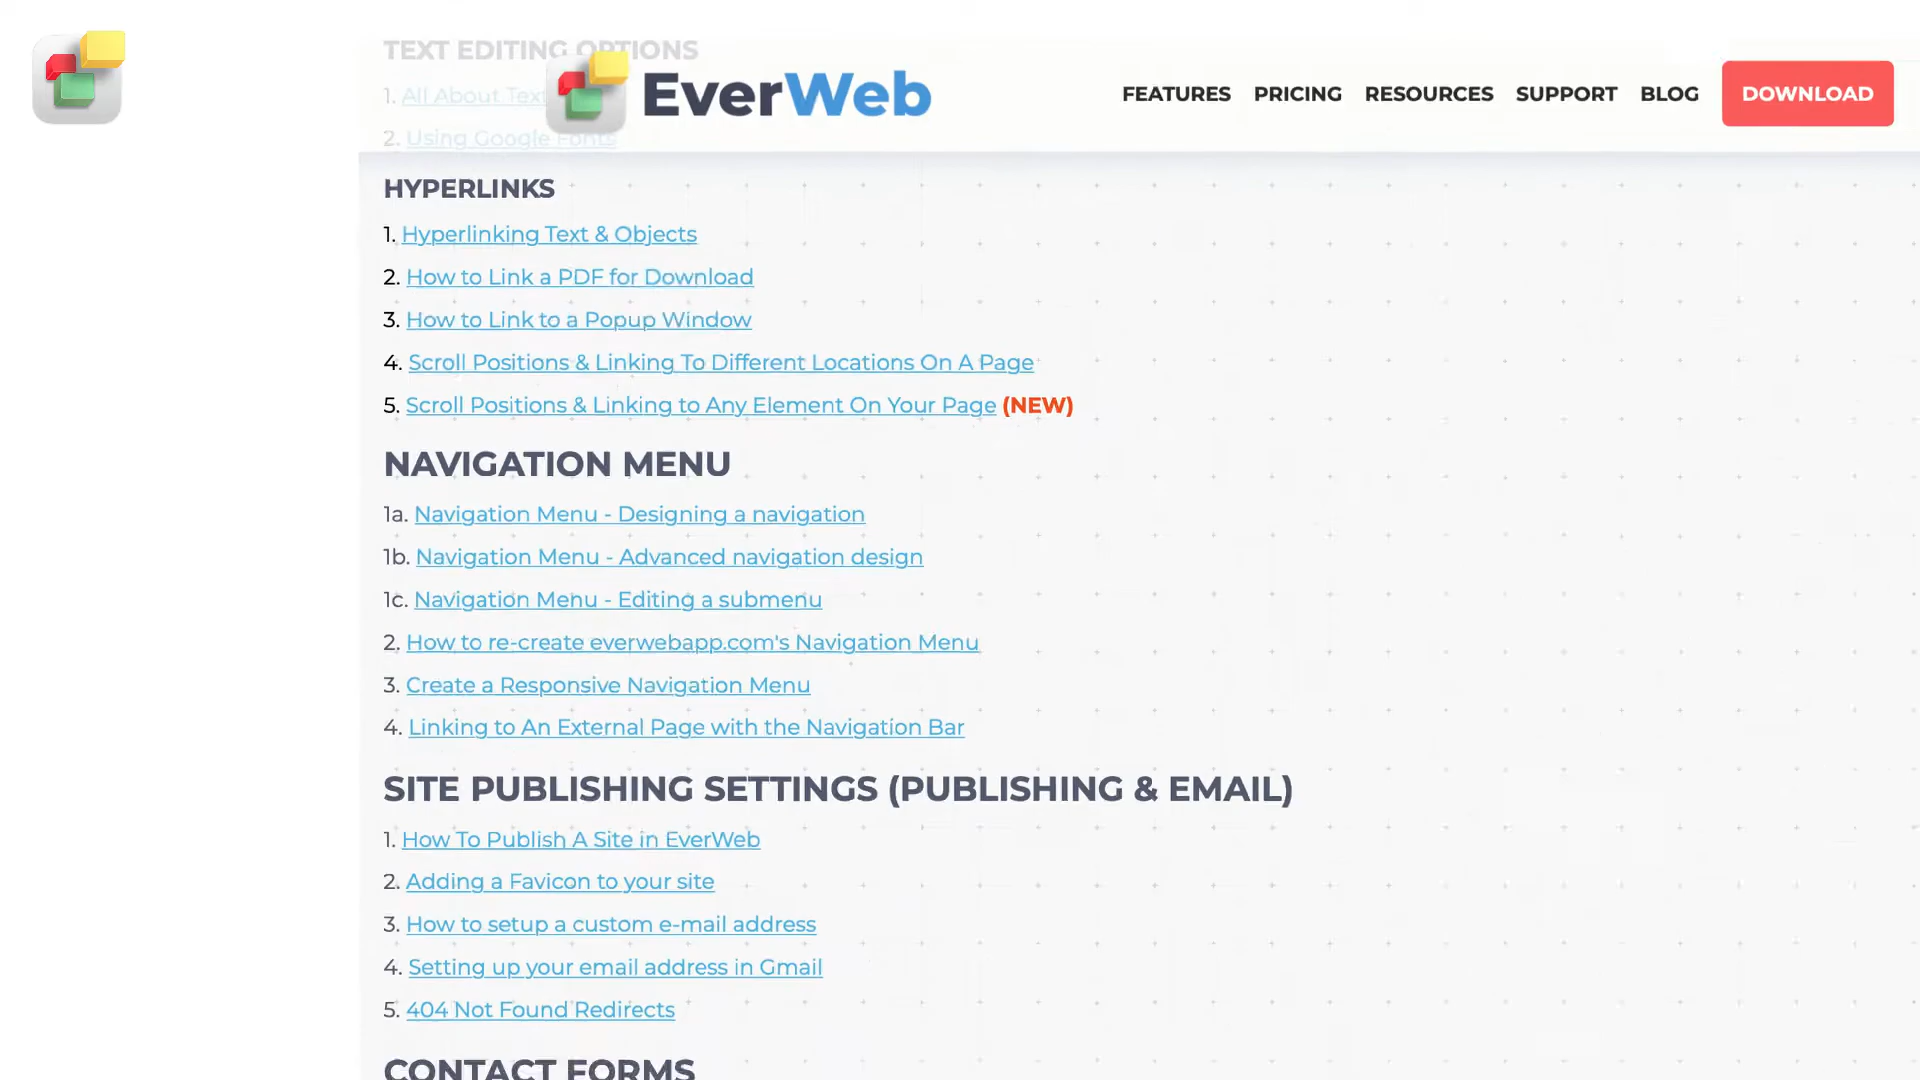 TEXT EDITING OPTIONS
1. All About Text
2. Using Google Fonts
EverWeb
FEATURES PRICING RESOURCES SUPPORT BLOG DOWNLOAD
HYPERLINKS
1. Hyperlinking Text & Objects
2. How to Link a PDF for Download
3. How to Link to a Popup Window
4. Scroll Positions & Linking To Different Locations On A Page
5. Scroll Positions & Linking to Any Element On Your Page (NEW)
NAVIGATION MENU
1a. Navigation Menu - Designing a navigation
1b. Navigation Menu - Advanced navigation design
1c. Navigation Menu - Editing a submenu
2. How to re-create everwebapp.com's Navigation Menu
3. Create a Responsive Navigation Menu
4. Linking to An External Page with the Navigation Bar
SITE PUBLISHING SETTINGS (PUBLISHING & EMAIL)
1. How To Publish A Site in EverWeb
2. Adding a Favicon to your site
3. How to setup a custom e-mail address
4. Setting up your email address in Gmail
5. 404 Not Found Redirects
CONTACT FORMS